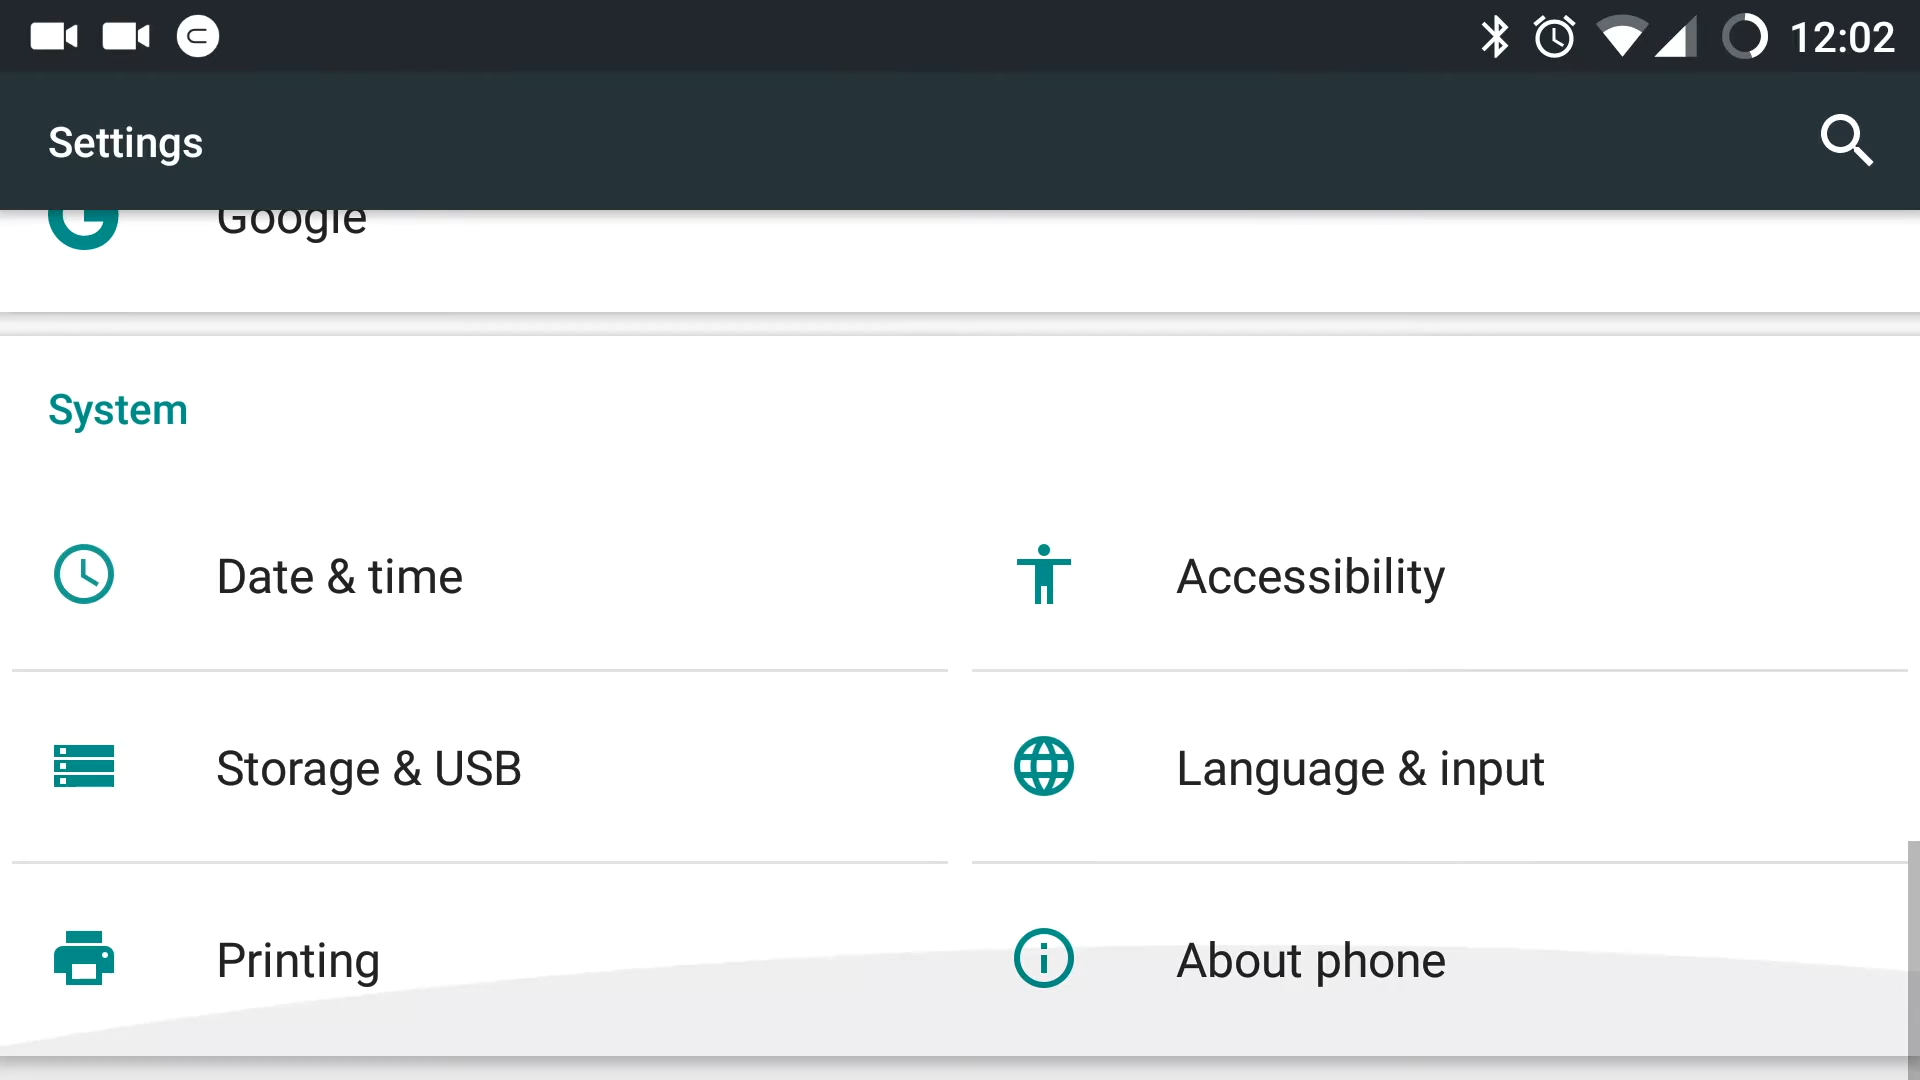 12:02
Settings
Google
System
Date & time
Accessibility
Storage & USB
Language & input
Printing
About phone